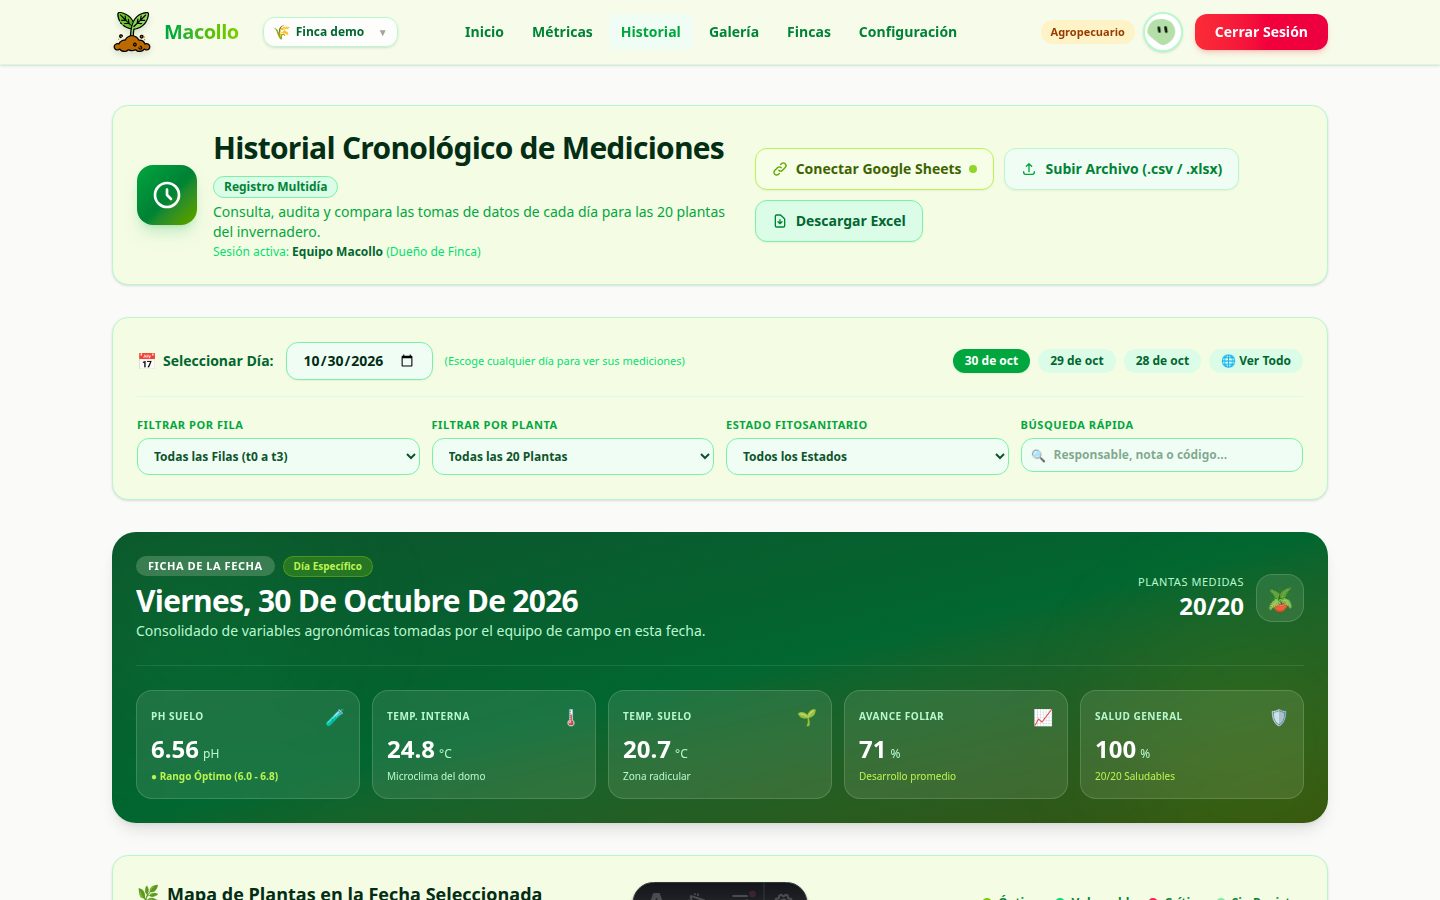 Macollo
Finca demo
Inicio
Métricas
Historial
Galería
Fincas
Configuración
Agropecuario
Cerrar Sesión
Historial Cronológico de Mediciones
Registro Multidía
Consulta, audita y compara las tomas de datos de cada día para las 20 plantas
del invernadero.
Sesión activa: Equipo Macollo (Dueño de Finca)
Conectar Google Sheets
Subir Archivo (.csv / .xlsx)
Descargar Excel
Seleccionar Día:
10/30/2026
(Escoge cualquier día para ver sus mediciones)
30 de oct
29 de oct
28 de oct
Ver Todo
FILTRAR POR FILA
Todas las Filas (t0 a t3)
FILTRAR POR PLANTA
Todas las 20 Plantas
ESTADO FITOSANITARIO
Todos los Estados
BÚSQUEDA RÁPIDA
Responsable, nota o código...
FICHA DE LA FECHA
Día Específico
Viernes, 30 De Octubre De 2026
Consolidado de variables agronómicas tomadas por el equipo de campo en esta fecha.
PLANTAS MEDIDAS
20/20
PH SUELO
6.56 pH
● Rango Óptimo (6.0 - 6.8)
TEMP. INTERNA
24.8 °C
Microclima del domo
TEMP. SUELO
20.7 °C
Zona radicular
AVANCE FOLIAR
71 %
Desarrollo promedio
SALUD GENERAL
100 %
20/20 Saludables
Mapa de Plantas en la Fecha Seleccionada